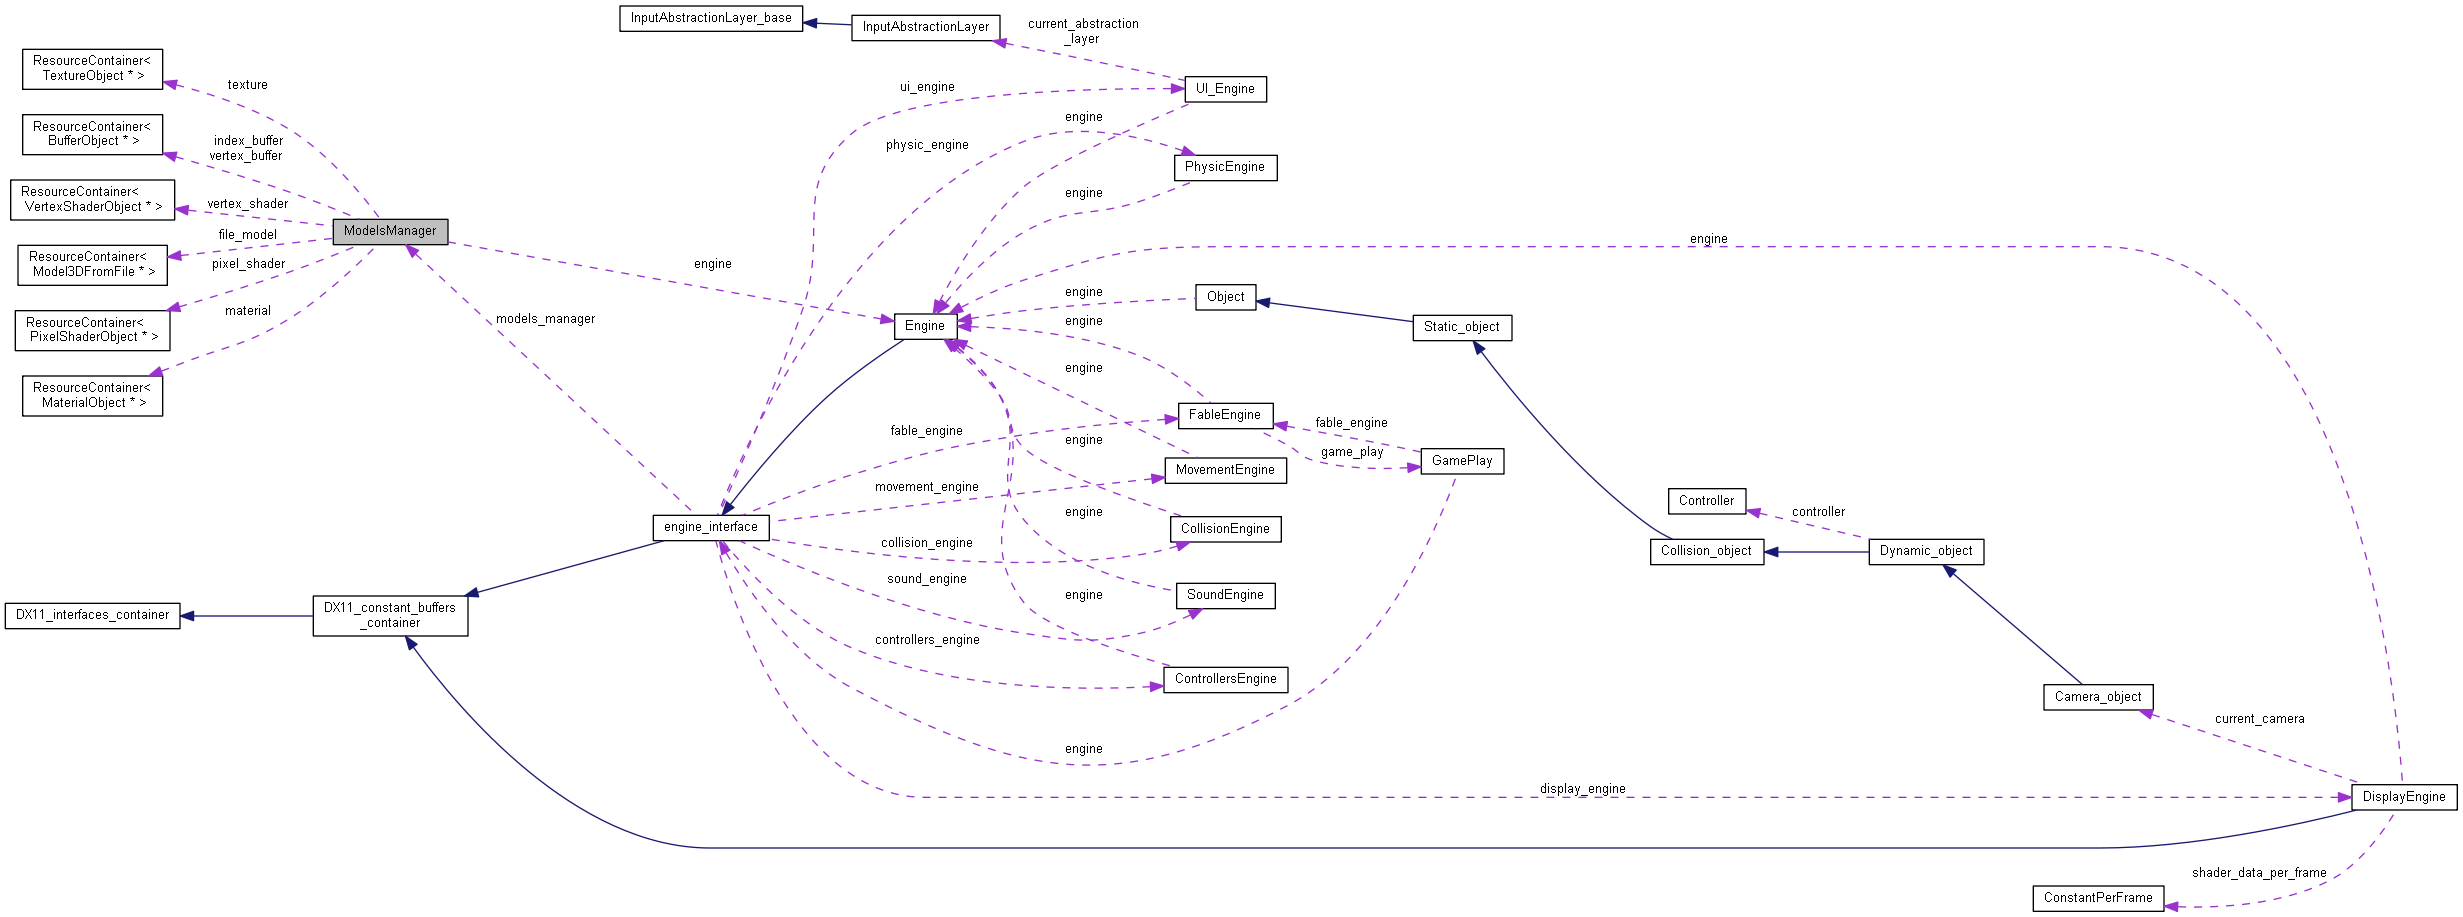 InputAbstractionLayer_base
InputAbstractionLayer
current_abstraction
_layer
ResourceContainer<
TextureObject * >
texture
ui_engine
UI_Engine
ResourceContainer<
BufferObject * >
index_buffer
vertex_buffer
physic_engine
engine
PhysicEngine
ResourceContainer<
VertexShaderObject * >
vertex_shader
engine
ModelsManager
file_model
ResourceContainer<
Model3DFromFile * >
pixel_shader
engine
engine
material
ResourceContainer<
PixelShaderObject * >
models_manager
Engine
engine
Object
engine
Static_object
ResourceContainer<
MaterialObject * >
engine
fable_engine
FableEngine
fable_engine
game_play
GamePlay
engine
movement_engine
MovementEngine
engine_interface
engine
collision_engine
CollisionEngine
Controller
controller
Collision_object
Dynamic_object
sound_engine
engine
SoundEngine
DX11_interfaces_container
DX11_constant_buffers
_container
controllers_engine
ControllersEngine
Camera_object
current_camera
engine
display_engine
DisplayEngine
shader_data_per_frame
ConstantPerFrame